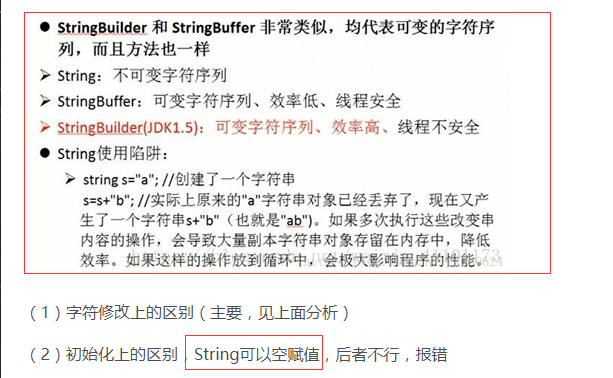 ● StringBuilder 和 StringBuffer 非常类似，均代表可变的字符序
列，而且方法也一样
➢ String：不可变字符序列
➢ StringBuffer：可变字符序列、效率低、线程安全
➢ StringBuilder(JDK1.5)：可变字符序列、效率高、线程不安全
● String使用陷阱：
➢ string s="a"; //创建了一个字符串
s=s+"b"; //实际上原来的"a"字符串对象已经丢弃了，现在又产
生了一个字符串s+"b"（也就是"ab")。如果多次执行这些改变串
内容的操作，会导致大量副本字符串对象存留在内存中，降低
效率。如果这样的操作放到循环中，会极大影响程序的性能。
（1）字符修改上的区别（主要，见上面分析）
（2）初始化上的区别，String可以空赋值，后者不行，报错